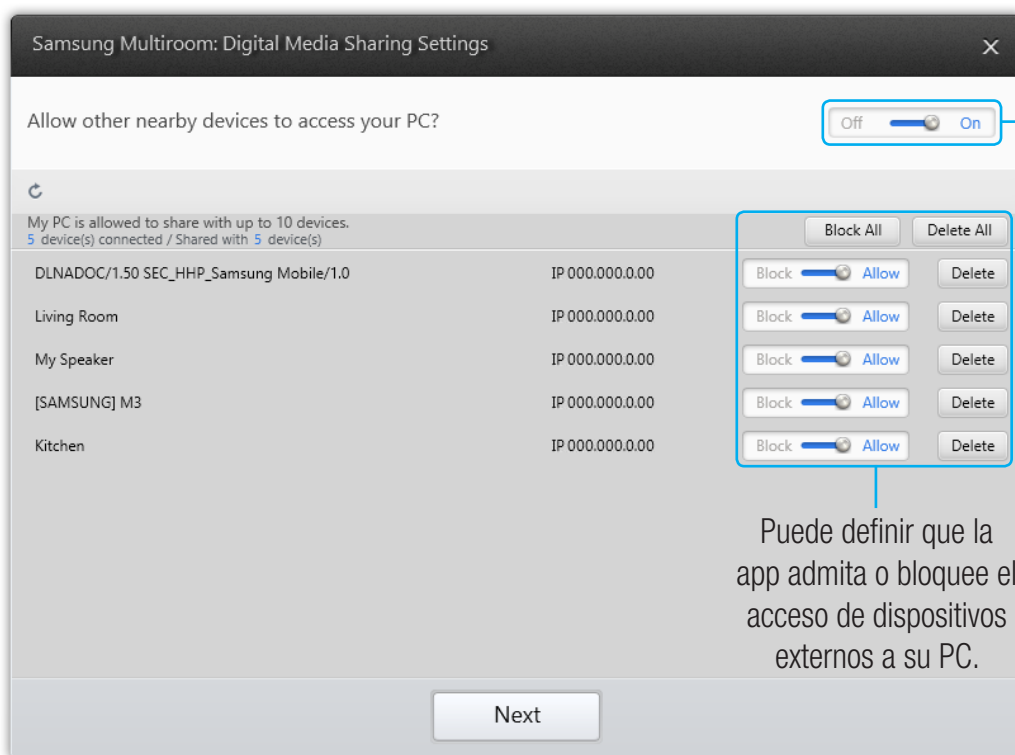 Samsung Multiroom: Digital Media Sharing Settings
Allow other nearby devices to access your PC?
Off On
My PC is allowed to share with up to 10 devices.
5 device(s) connected / Shared with 5 device(s)
Block All Delete All
DLNADOC/1.50 SEC_HHP_Samsung Mobile/1.0 IP 000.000.0.00 Block Allow Delete
Living Room IP 000.000.0.00 Block Allow Delete
My Speaker IP 000.000.0.00 Block Allow Delete
[SAMSUNG] M3 IP 000.000.0.00 Block Allow Delete
Kitchen IP 000.000.0.00 Block Allow Delete
Puede definir que la
app admita o bloquee el
acceso de dispositivos
externos a su PC.
Next